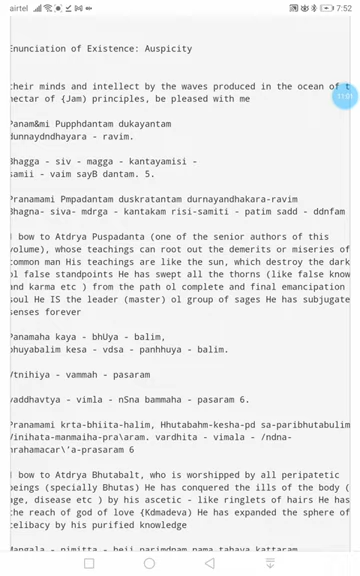 airtel
7:52
Enunciation of Existence: Auspicity
their minds and intellect by the waves produced in the ocean of t
nectar of {Jam) principles, be pleased with me
11:01
Panam&mi Pupphdantam dukayantam
dunnaydndhayara - ravim.
Bhagga - siv - magga - kantayamisi -
samii - vaim sayB dantam. 5.
Pranamami Pmpadantam duskratantam durnayandhakara-ravim
Bhagna- siva- mdrga - kantakam risi-samiti - patim sadd - ddnfam
I bow to Atdrya Puspadanta (one of the senior authors of this
volume), whose teachings can root out the demerits or miseries of
common man His teachings are like the sun, which destroy the dark
ol false standpoints He has swept all the thorns (like false know
and karma etc ) from the path ol complete and final emancipation
soul He IS the leader (master) ol group of sages He has subjugate
senses forever
Panamaha kaya - bhUya - balim,
bhuyabalim kesa - vdsa - panhhuya - balim.
/tnihiya - vammah - pasaram
vaddhavtya - vimla - nSna bammaha - pasaram 6.
Pranamami krta-bhiita-halim, Hhutabahm-kesha-pd sa-paribhutabulim
Vinihata-manmaiha-pra\aram. vardhita - vimala - /ndna-
nrahamacar\'a-prasaram 6
I bow to Atdrya Bhutabalt, who is worshipped by all peripatetic
beings (specially Bhutas) He has conquered the ills of the body (
age, disease etc ) by his ascetic - like ringlets of hairs He has
the reach of god of love {Kdmadeva) He has expanded the sphere of
celibacy by his purified knowledge
Mangala - nimitta - heii parimdnam nama tahaya kattaram